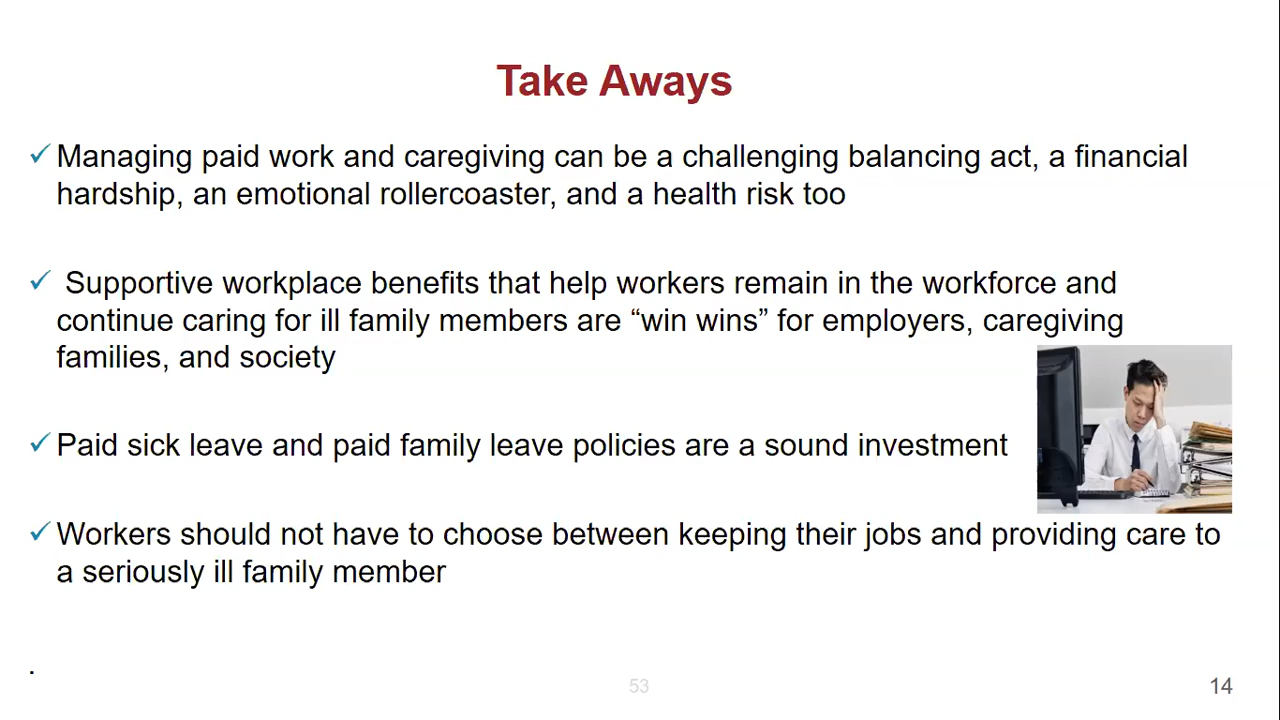 Take Aways
✓ Managing paid work and caregiving can be a challenging balancing act, a financial
hardship, an emotional rollercoaster, and a health risk too
✓ Supportive workplace benefits that help workers remain in the workforce and
continue caring for ill family members are “win wins” for employers, caregiving
families, and society
✓ Paid sick leave and paid family leave policies are a sound investment
✓ Workers should not have to choose between keeping their jobs and providing care to
a seriously ill family member
.
53
14